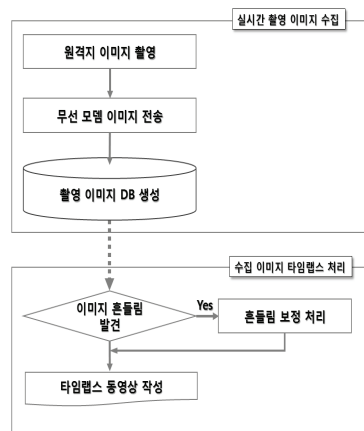 실시간 촬영 이미지 수집
원격지 이미지 촬영
무선 모뎀 이미지 전송
촬영 이미지 DB 생성
수집 이미지 타임랩스 처리
이미지 흔들림
발견
Yes
흔들림 보정 처리
타임랩스 동영상 작성